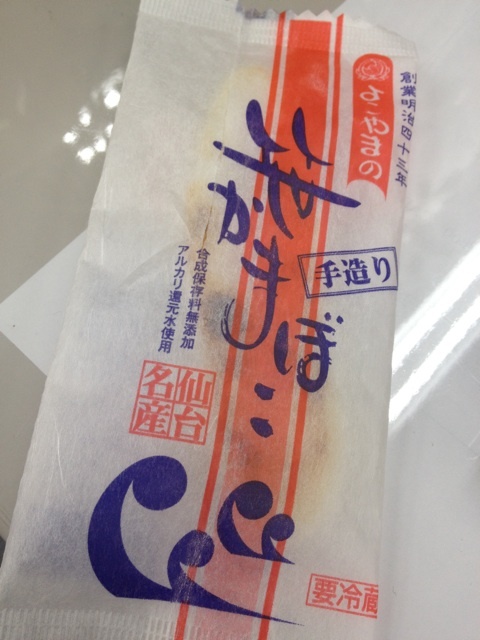 創業明治四十三年
よこやまの
笹かまぼこ
手造り
合成保存料無添加
アルカリ還元水使用
仙台
名産
要冷蔵